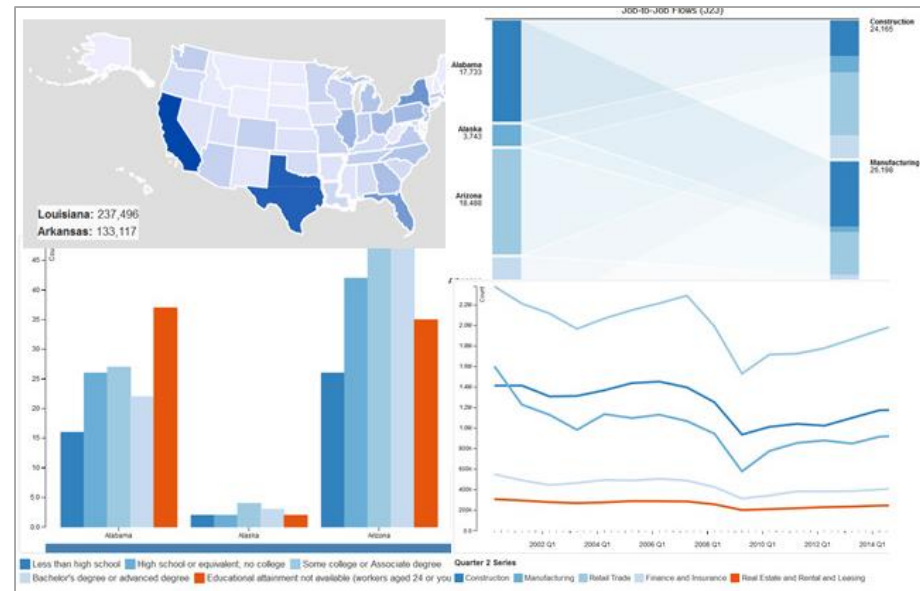 Job-to-Job Flows (J2J)
Louisiana: 237,496
Arkansas: 133,117
Alabama
17,733
Alaska
3,743
Arizona
18,488
Construction
24,165
Manufacturing
26,198
45
40
35
30
25
20
15
10
5.0
0.0
Alabama
Alaska
Arizona
Less than high school
High school or equivalent, no college
Some college or Associate degree
Bachelor's degree or advanced degree
Educational attainment not available (workers aged 24 or you
Count
2.2M
2.0M
1.8M
1.6M
1.4M
1.2M
1.0M
800k
600k
400k
200k
0.0
2002 Q1
2004 Q1
2006 Q1
2008 Q1
2010 Q1
2012 Q1
2014 Q1
Quarter 2 Series
Construction
Manufacturing
Retail Trade
Finance and Insurance
Real Estate and Rental and Leasing